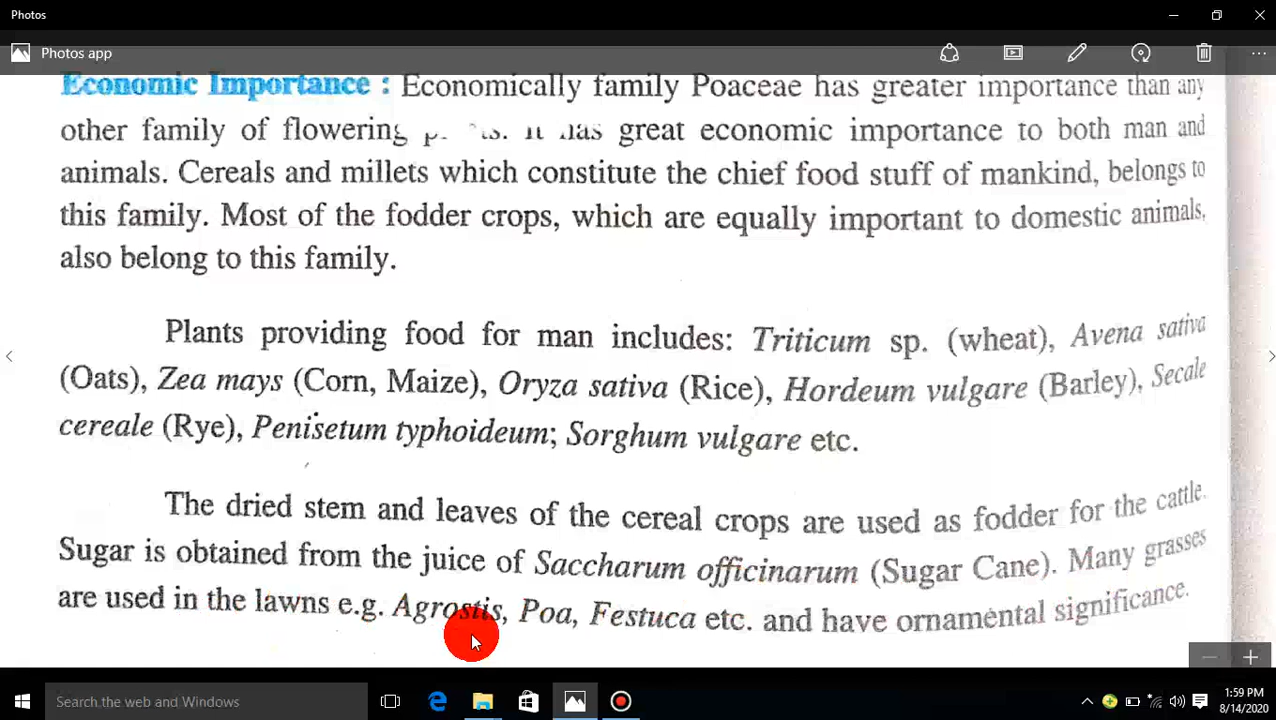 Photos
Photos app
Economic Importance : Economically family Poaceae has greater importance than any
other family of flowering It has great economic importance to both man and
animals. Cereals and millets which constitute the chief food stuff of mankind, belongs to
this family. Most of the fodder crops, which are equally important to domestic animals,
also belong to this family.
Plants providing food for man includes: Triticum sp. (wheat), Avena sativa
(Oats), Zea mays (Corn, Maize), Oryza sativa (Rice), Hordeum vulgare (Barley), Secale
cereale (Rye), Penisetum typhoideum; Sorghum vulgare etc.
The dried stem and leaves of the cereal crops are used as fodder for the cattle.
Sugar is obtained from the juice of Saccharum officinarum (Sugar Cane). Many grasses
are used in the lawns e.g. Agrostis, Poa, Festuca etc. and have ornamental significance.
Search the web and Windows
1:59 PM
8/14/2020